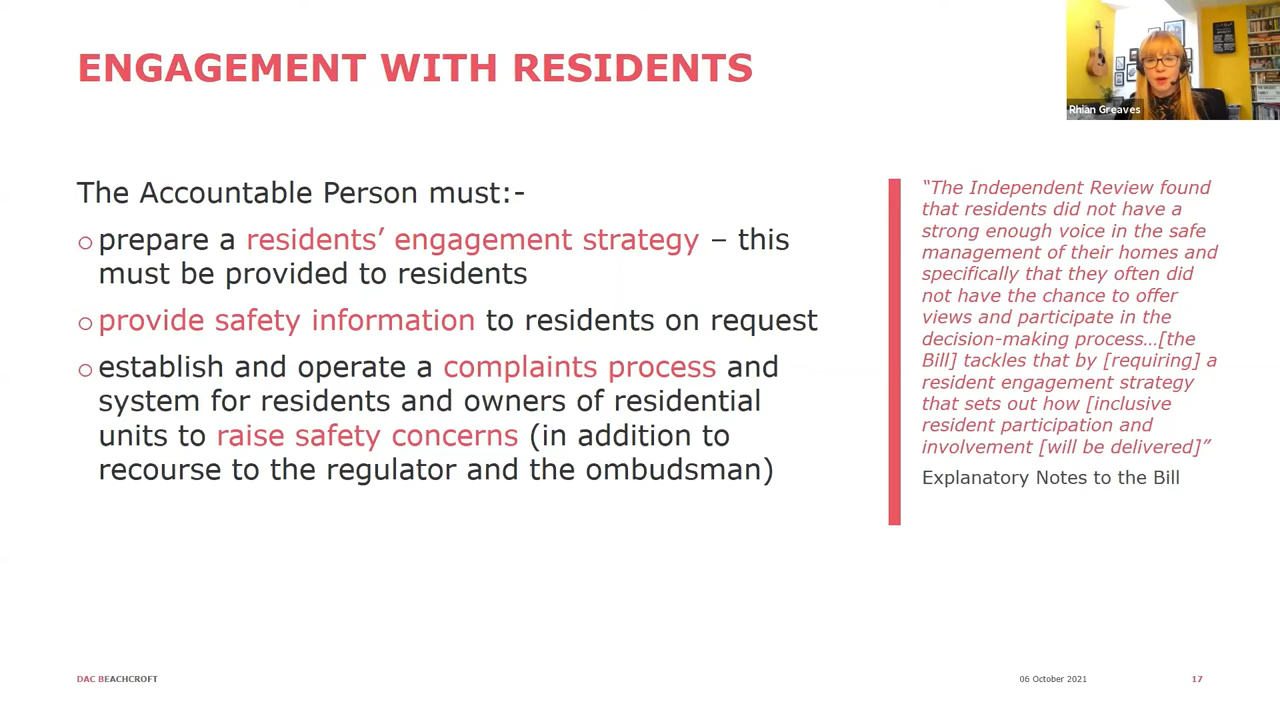 ENGAGEMENT WITH RESIDENTS
Rhian Greaves
The Accountable Person must:-
o prepare a residents’ engagement strategy – this
must be provided to residents
o provide safety information to residents on request
o establish and operate a complaints process and
system for residents and owners of residential
units to raise safety concerns (in addition to
recourse to the regulator and the ombudsman)
“The Independent Review found
that residents did not have a
strong enough voice in the safe
management of their homes and
specifically that they often did
not have the chance to offer
views and participate in the
decision-making process…[the
Bill] tackles that by [requiring] a
resident engagement strategy
that sets out how [inclusive
resident participation and
involvement [will be delivered]”
Explanatory Notes to the Bill
DAC BEACHCROFT
06 October 2021
17